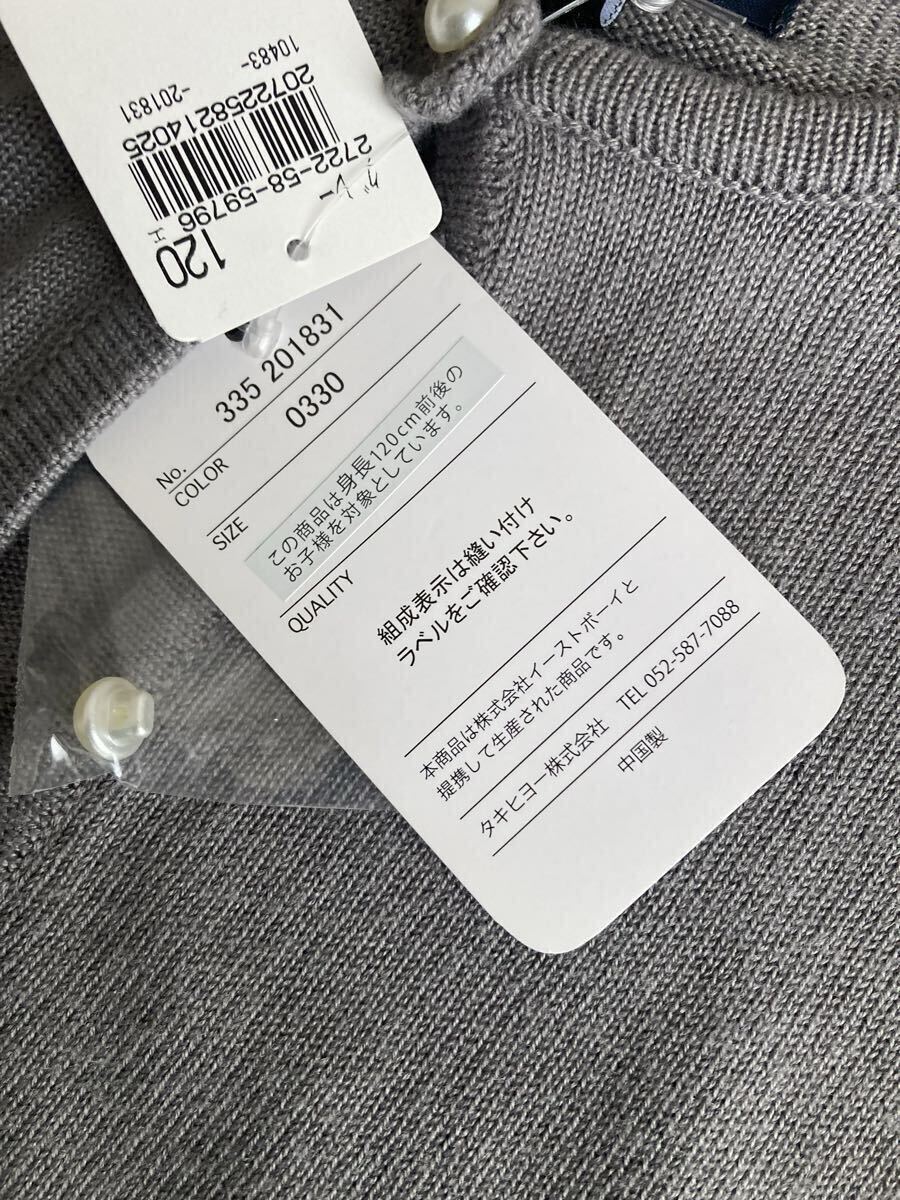 120
エ
2722-58-59796
グレー
2072258214025
10483-
-201831
No. 335 201831
COLOR 0330
SIZE この商品は身長120cm前後の
お子様を対象としています。
QUALITY
組成表示は縫い付け
ラベルをご確認下さい。
本商品は株式会社イーストボーイと
提携して生産された商品です。
タキヒヨー株式会社 TEL 052-587-7088
中国製